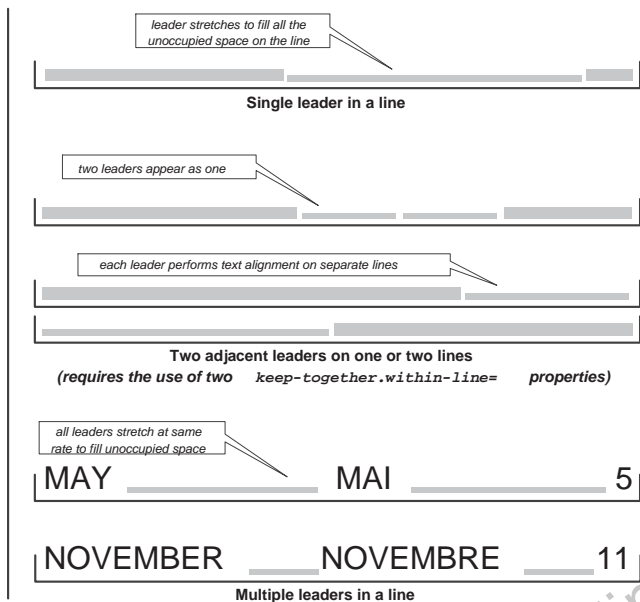 leader stretches to fill all the
unoccupied space on the line
Single leader in a line
two leaders appear as one
each leader performs text alignment on separate lines
Two adjacent leaders on one or two lines
(requires the use of two keep-together.within-line= properties)
all leaders stretch at same
rate to fill unoccupied space
MAY MAI 5
NOVEMBER NOVEMBRE 11
Multiple leaders in a line